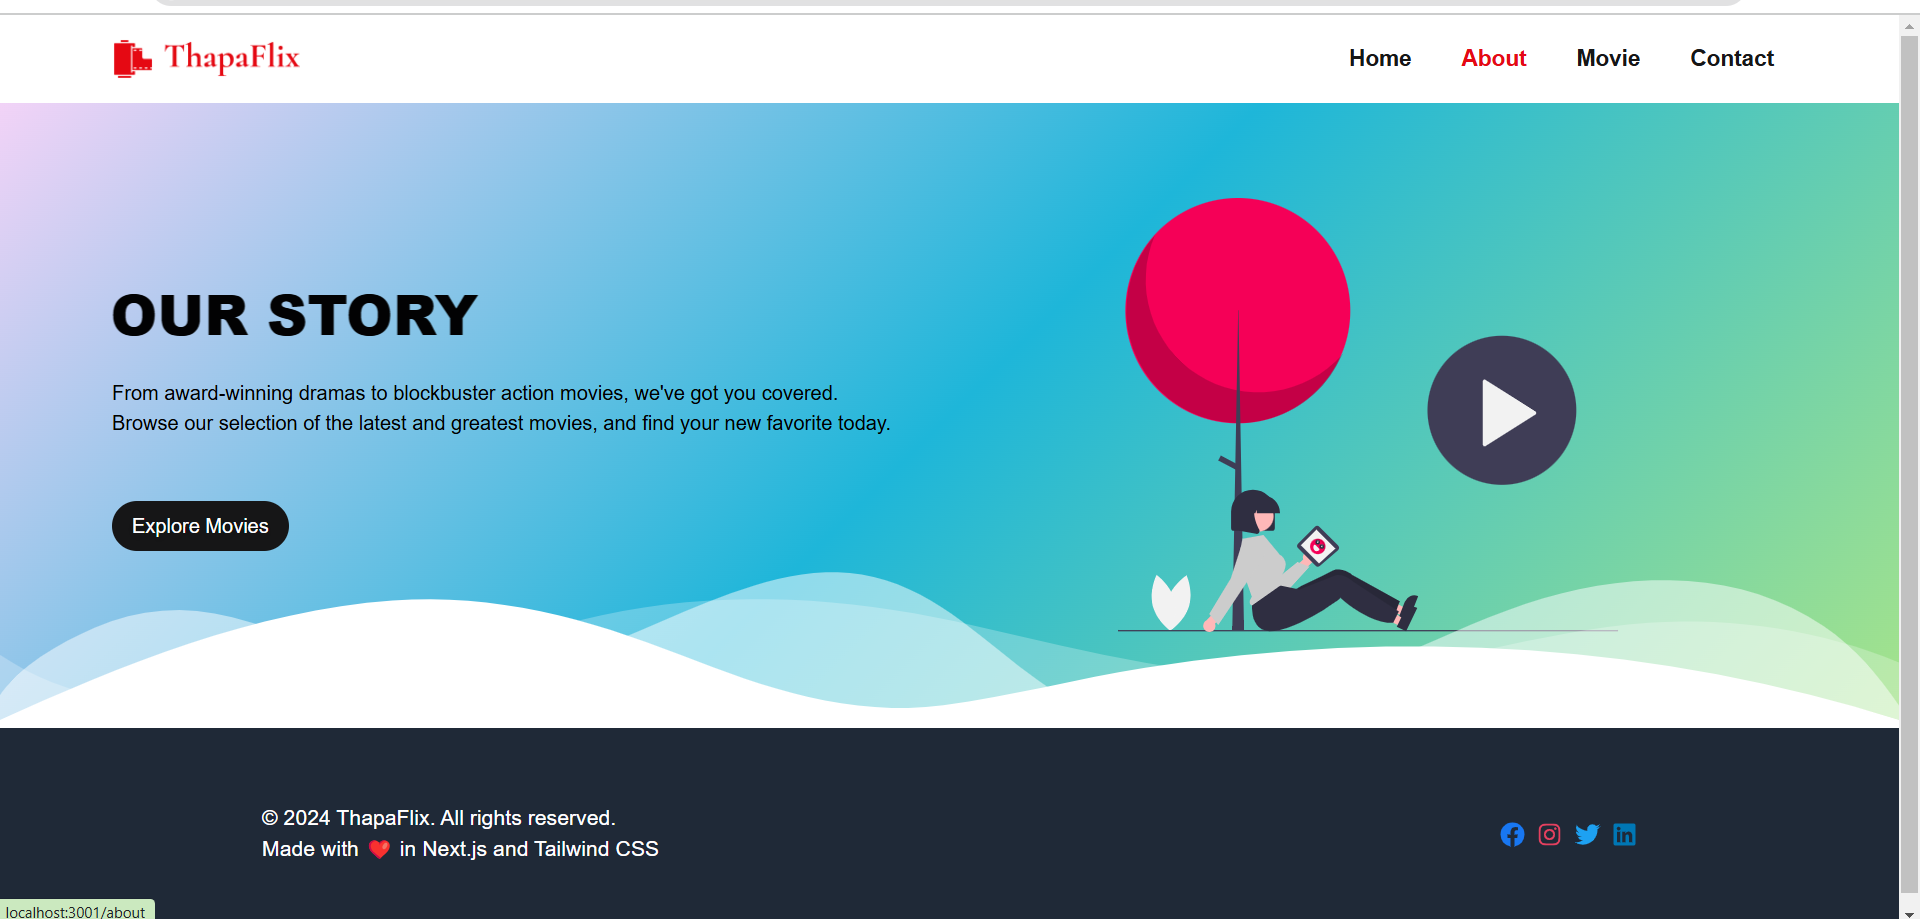 ThapaFlix
Home About Movie Contact
OUR STORY
From award-winning dramas to blockbuster action movies, we've got you covered.
Browse our selection of the latest and greatest movies, and find your new favorite today.
Explore Movies
© 2024 ThapaFlix. All rights reserved.
Made with ❤️ in Next.js and Tailwind CSS
localhost:3001/about